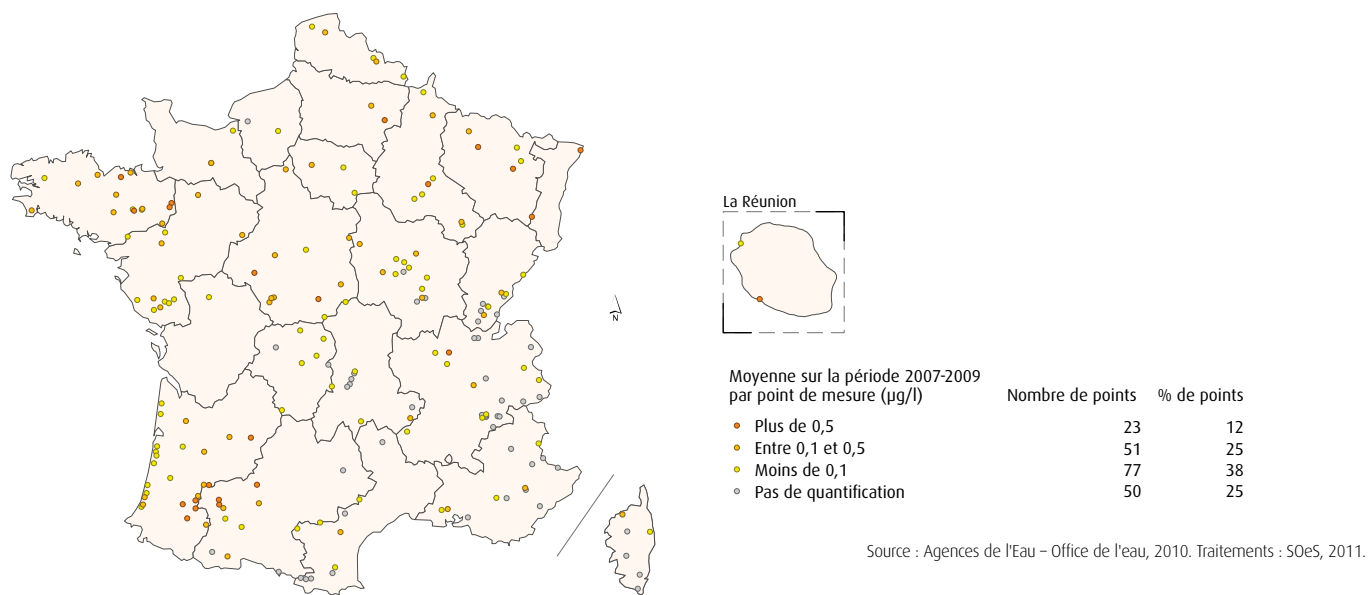 La Réunion
N
Moyenne sur la période 2007-2009
par point de mesure (µg/l) Nombre de points % de points
Plus de 0,5 23 12
Entre 0,1 et 0,5 51 25
Moins de 0,1 77 38
Pas de quantification 50 25
Source : Agences de l'Eau – Office de l'eau, 2010. Traitements : SOeS, 2011.